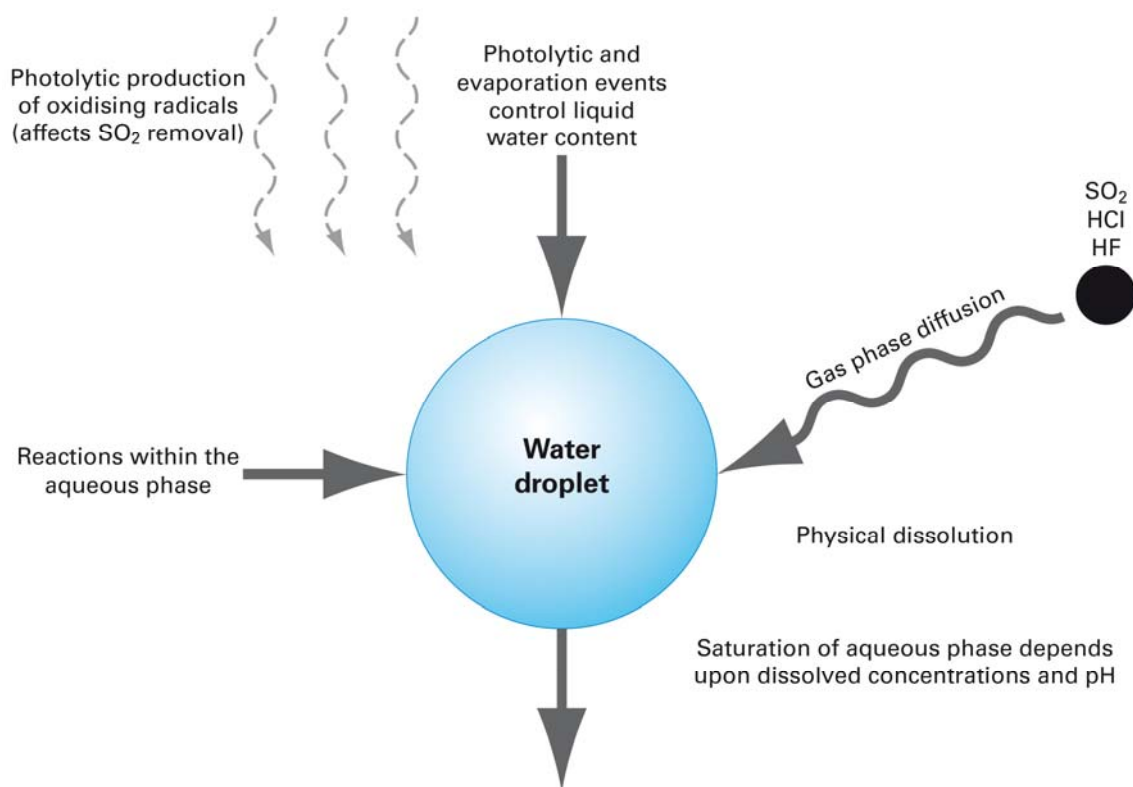 Photolytic production
of oxidising radicals
(affects SO₂ removal)
Photolytic and
evaporation events
control liquid
water content
SO₂
HCl
HF
Gas phase diffusion
Reactions within the
aqueous phase
Water
droplet
Physical dissolution
Saturation of aqueous phase depends
upon dissolved concentrations and pH